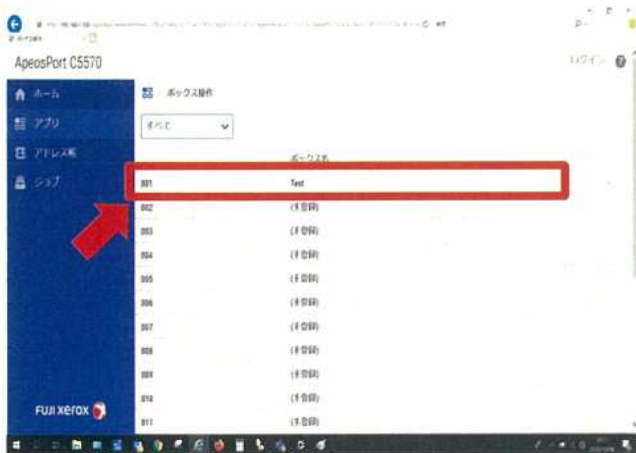 ApeosPort C5570
ログイン
ホーム
ボックス操作
アプリ
すべて
アドレス帳
ボックス名
ジョブ
001 Test
002 (未登録)
003 (未登録)
004 (未登録)
005 (未登録)
006 (未登録)
007 (未登録)
008 (未登録)
009 (未登録)
010 (未登録)
011 (未登録)
FUJI XEROX